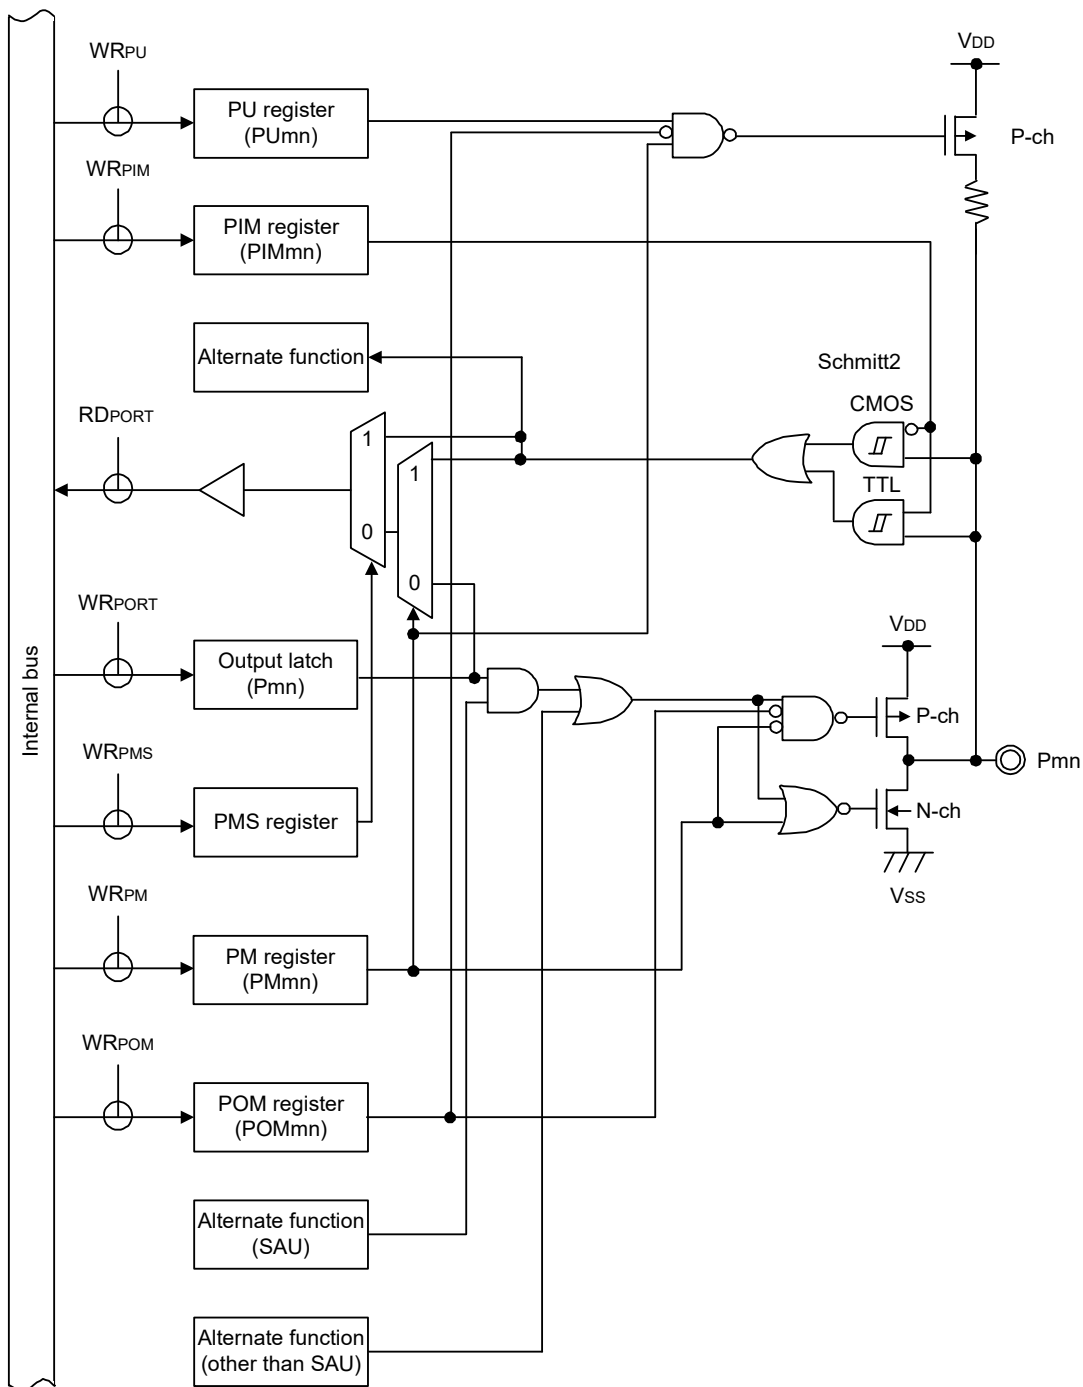 WRPU
PU register
(PUmn)
VDD
P-ch
WRPIM
PIM register
(PIMmn)
Alternate function
Schmitt2
CMOS
TTL
RDPORT
1
0
1
0
WRPORT
Output latch
(Pmn)
VDD
P-ch
Pmn
N-ch
VSS
Internal bus
WRPMS
PMS register
WRPM
PM register
(PMmn)
WRPOM
POM register
(POMmn)
Alternate function
(SAU)
Alternate function
(other than SAU)